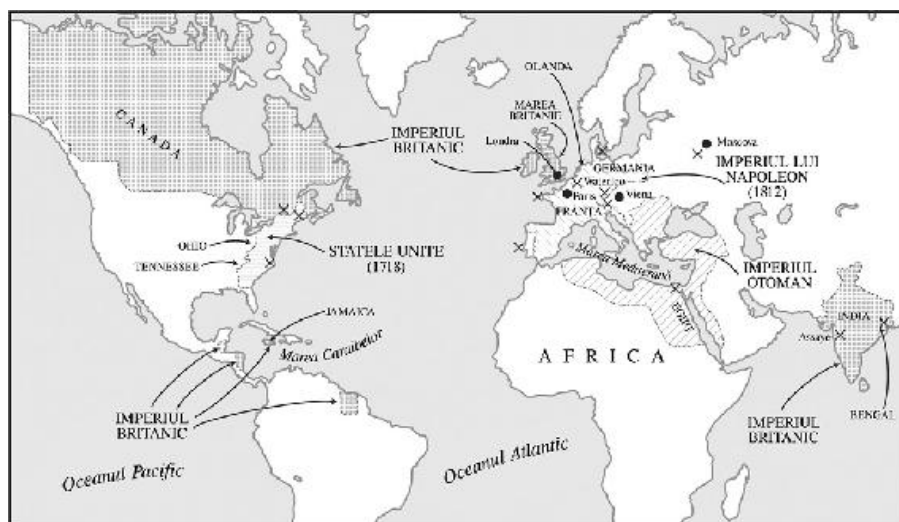 CANADA
IMPERIUL
BRITANIC
OHIO
TENNESSEE
STATELE UNITE
(1718)
JAMAICA
Marea Caraibelor
IMPERIUL
BRITANIC
Oceanul Pacific
Oceanul Atlantic
OLANDA
MAREA
BRITANIE
Londra
Moscova
GERMANIA
IMPERIUL LUI
NAPOLEON
(1812)
Waterloo
Paris
Viena
FRANȚA
Marea Mediterană
IMPERIUL
OTOMAN
EGIPT
AFRICA
INDIA
Assaye
IMPERIUL
BRITANIC
BENGAL